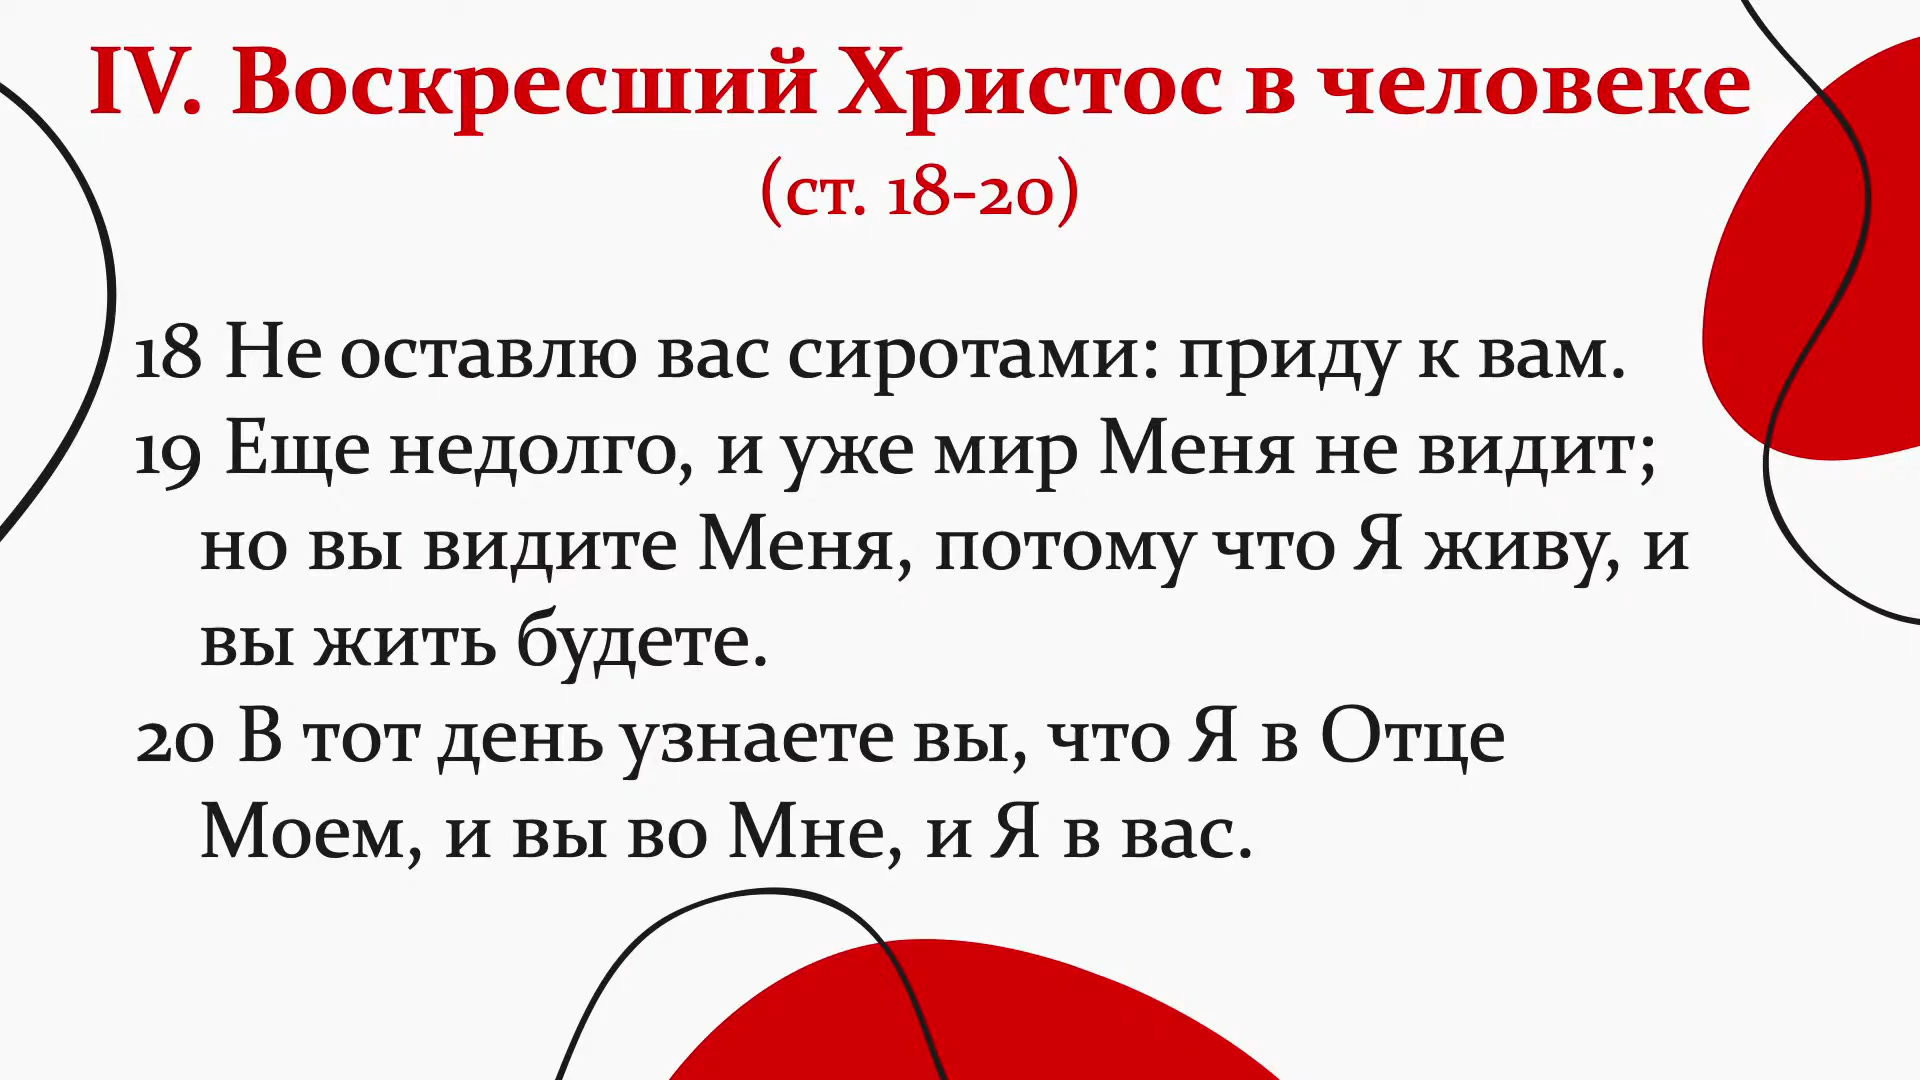 IV. Воскресший Христос в человеке
(ст. 18-20)
18 Не оставлю вас сиротами: приду к вам.
19 Еще недолго, и уже мир Меня не видит;
но вы видите Меня, потому что Я живу, и
вы жить будете.
20 В тот день узнаете вы, что Я в Отце
Моем, и вы во Мне, и Я в вас.